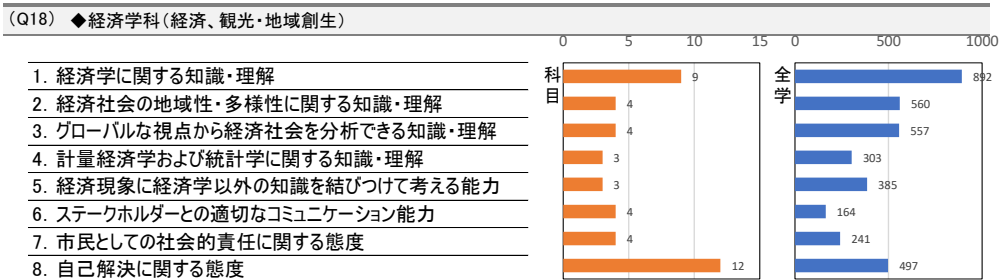 (Q18) ◆経済学科(経済、観光・地域創生)
0 5 10 15 0 500 1000
1. 経済学に関する知識・理解 科目 9 全学 892
2. 経済社会の地域性・多様性に関する知識・理解 4 560
3. グローバルな視点から経済社会を分析できる知識・理解 4 557
4. 計量経済学および統計学に関する知識・理解 3 303
5. 経済現象に経済学以外の知識を結びつけて考える能力 3 385
6. ステークホルダーとの適切なコミュニケーション能力 4 164
7. 市民としての社会的責任に関する態度 4 241
8. 自己解決に関する態度 12 497